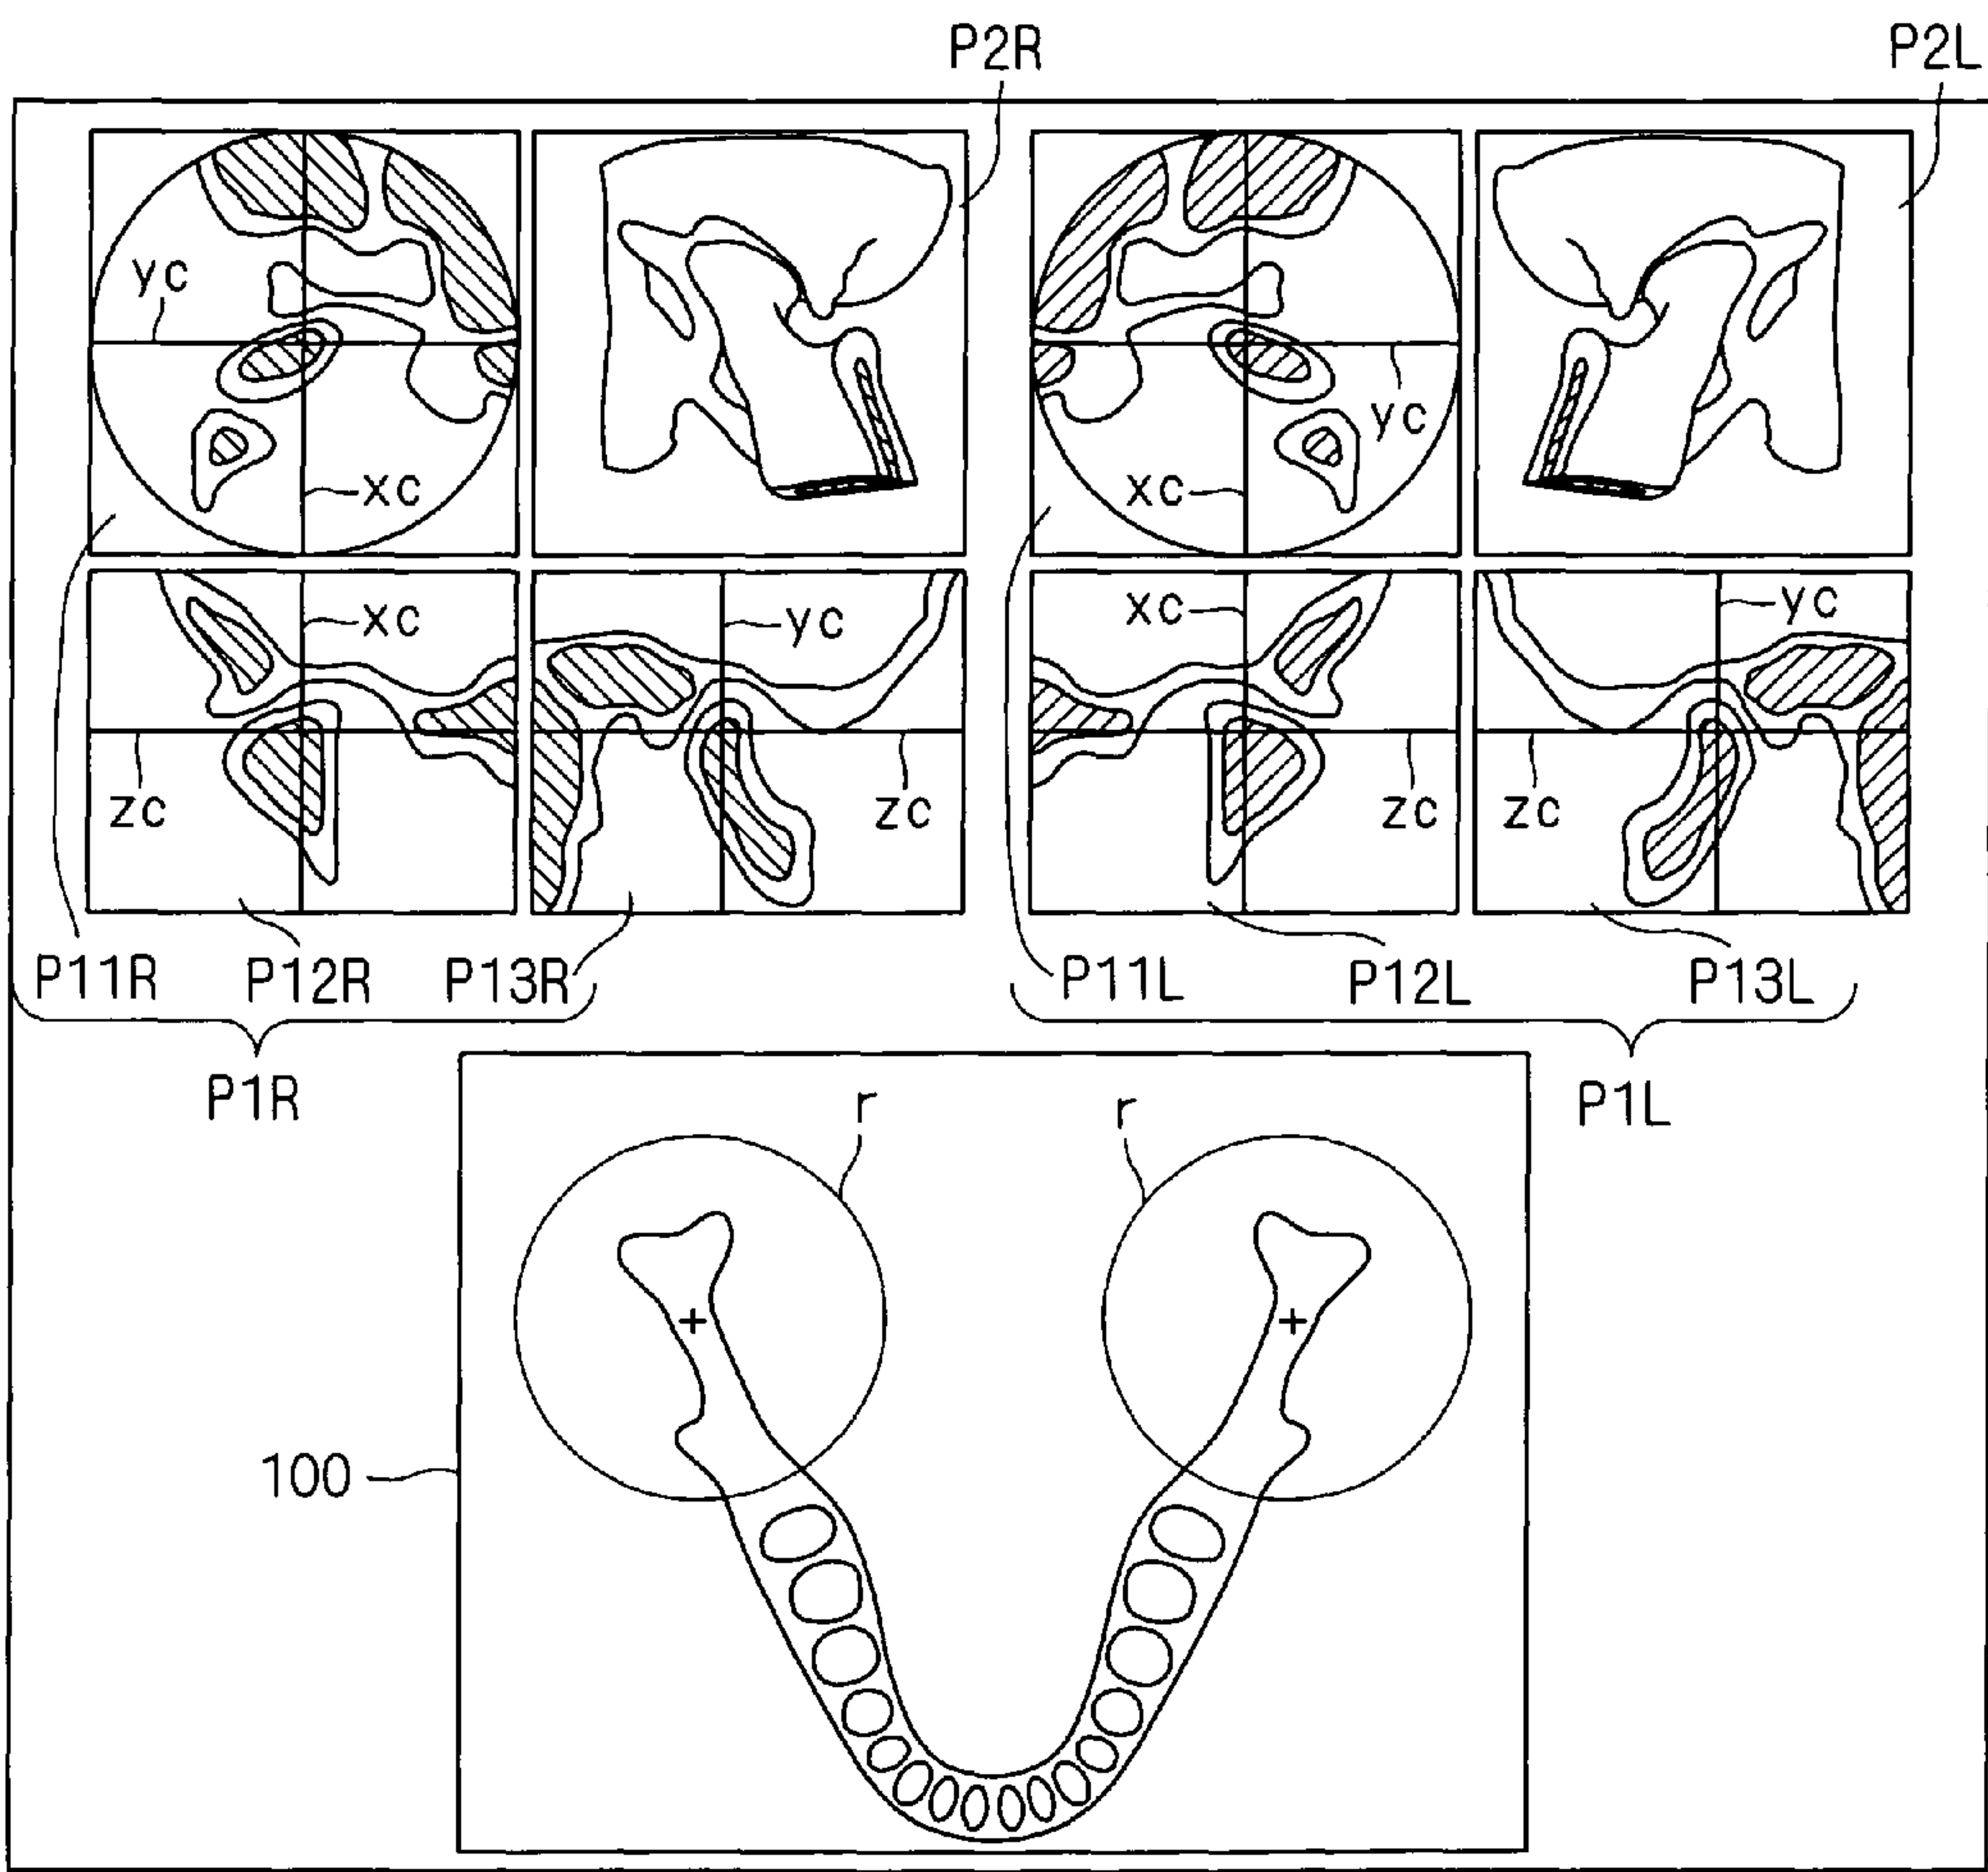 P2R P2L
yc
xc
xc
yc
xc yc
xc yc
zc zc zc zc
P11R P12R P13R P11L P12L P13L
P1R P1L
r r
100